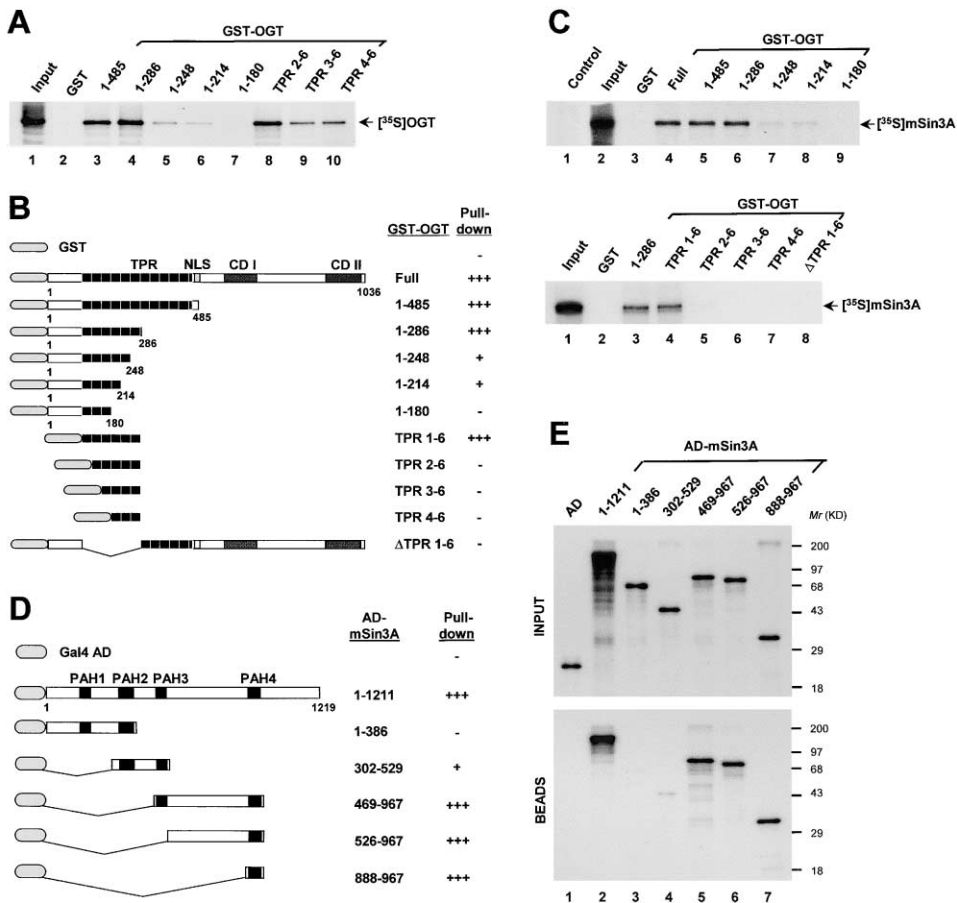 A
GST-OGT
Input
GST
1-485
1-286
1-248
1-214
1-180
TPR 2-6
TPR 3-6
TPR 4-6
[35S]OGT
1 2 3 4 5 6 7 8 9 10
B
GST-OGT
Pull-down
GST
-
TPR NLS CD I CD II
Full +++
1 1036
1-485 +++
1 485
1-286 +++
1 286
1-248 +
1 248
1-214 +
1 214
1-180 -
1 180
TPR 1-6 +++
TPR 2-6 -
TPR 3-6 -
TPR 4-6 -
ΔTPR 1-6 -
C
GST-OGT
Control
Input
GST
Full
1-485
1-286
1-248
1-214
1-180
[35S]mSin3A
1 2 3 4 5 6 7 8 9
GST-OGT
Input
GST
1-286
TPR 1-6
TPR 2-6
TPR 3-6
TPR 4-6
ΔTPR 1-6
[35S]mSin3A
1 2 3 4 5 6 7 8
D
AD-mSin3A
Pull-down
Gal4 AD
-
PAH1 PAH2 PAH3 PAH4
1-1211 +++
1 1219
1-386 -
302-529 +
469-967 +++
526-967 +++
888-967 +++
E
AD-mSin3A
AD
1-1211
1-386
302-529
469-967
526-967
888-967
Mr (KD)
INPUT
200
97
68
43
29
18
BEADS
200
97
68
43
29
18
1 2 3 4 5 6 7